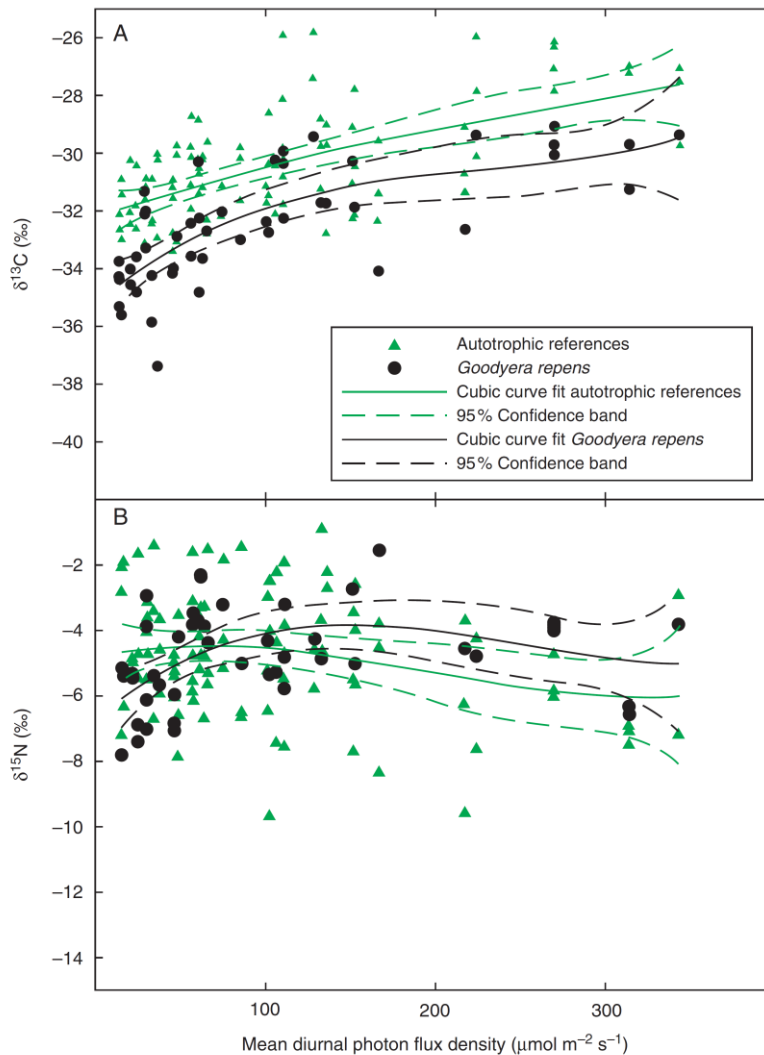 A
−26
−28
−30
−32
−34
−36
−38
−40
δ13C (‰)
Autotrophic references
Goodyera repens
Cubic curve fit autotrophic references
95% Confidence band
Cubic curve fit Goodyera repens
95% Confidence band
B
−2
−4
−6
−8
−10
−12
−14
δ15N (‰)
100
200
300
Mean diurnal photon flux density (μmol m−2 s−1)